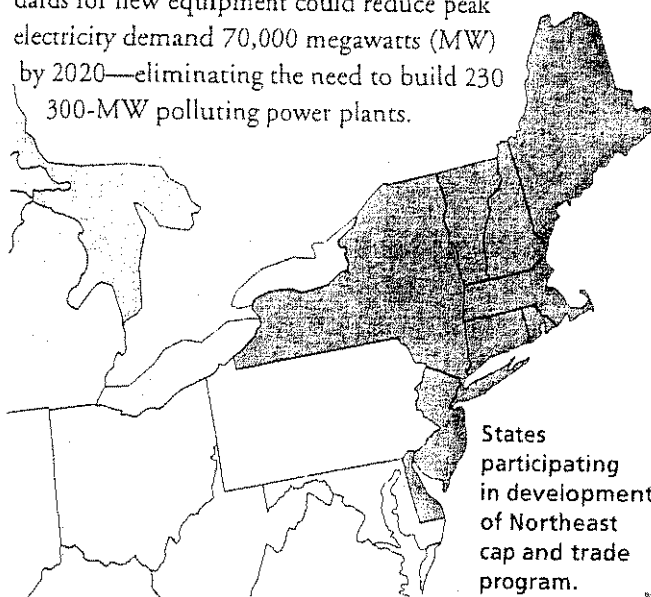 dards for new equipment could reduce peak
electricity demand 70,000 megawatts (MW)
by 2020—eliminating the need to build 230
300-MW polluting power plants.
States
participating
in development
of Northeast
cap and trade
program.